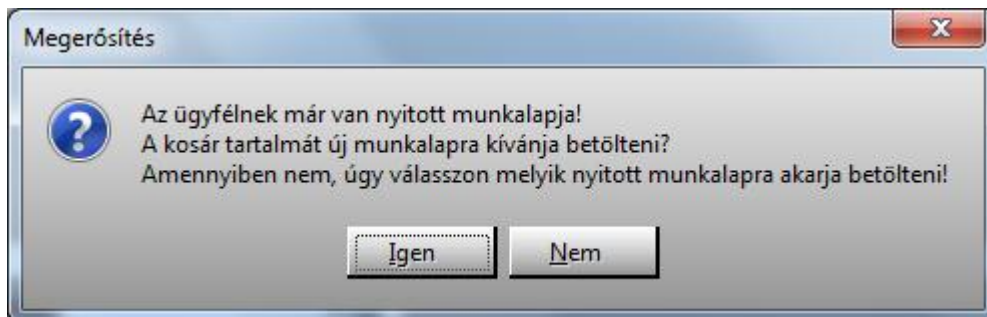 Megerősítés
Az ügyfélnek már van nyitott munkalapja!
A kosár tartalmát új munkalapra kívánja betölteni?
Amennyiben nem, úgy válasszon melyik nyitott munkalapra akarja betölteni!
Igen Nem